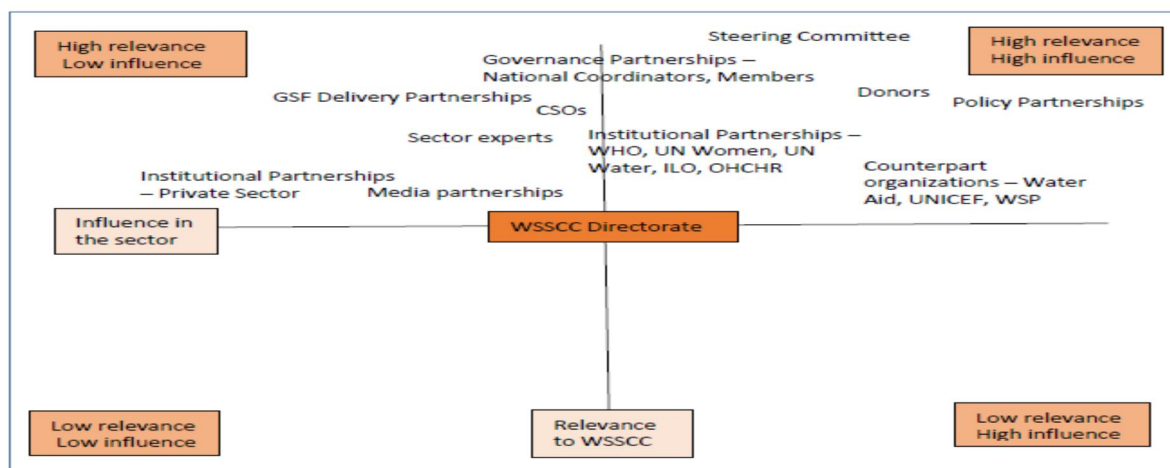 High relevance
Low influence
Steering Committee
High relevance
High influence
Governance Partnerships –
National Coordinators, Members
GSF Delivery Partnerships
CSOs
Donors
Policy Partnerships
Sector experts
Institutional Partnerships –
WHO, UN Women, UN
Water, ILO, OHCHR
Institutional Partnerships
– Private Sector
Media partnerships
Counterpart
organizations – Water
Aid, UNICEF, WSP
Influence in
the sector
WSSCC Directorate
Low relevance
Low influence
Relevance
to WSSCC
Low relevance
High influence